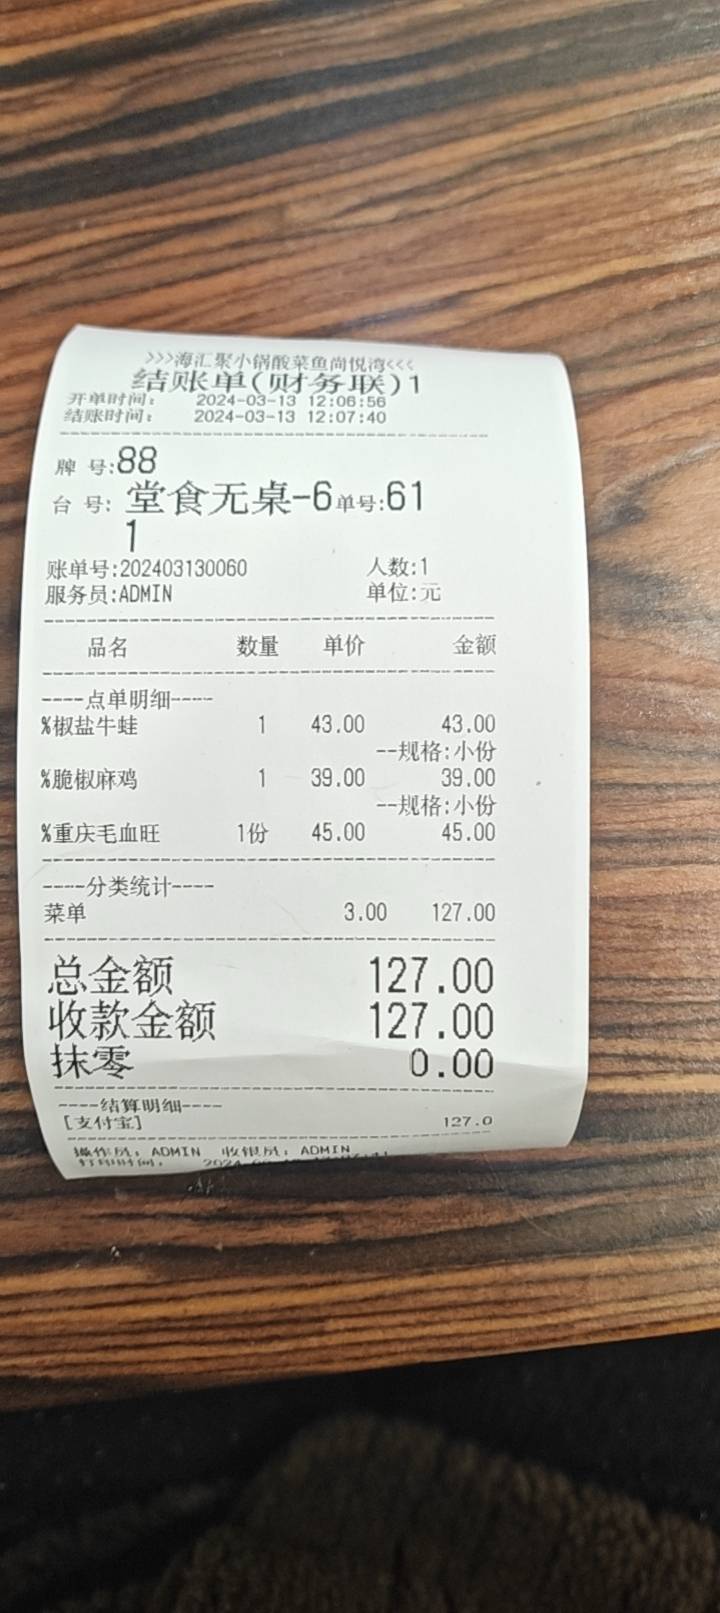 >>>海汇聚小锅酸菜鱼尚悦湾<<<
结账单(财务联)1
开单时间: 2024-03-13 12:06:56
结账时间: 2024-03-13 12:07:40
牌 号:88
台 号: 堂食无桌-6单号:61
1
账单号:202403130060 人数:1
服务员:ADMIN 单位:元
品名 数量 单价 金额
----点单明细----
%椒盐牛蛙 1 43.00 43.00
--规格:小份
%脆椒麻鸡 1 39.00 39.00
--规格:小份
%重庆毛血旺 1份 45.00 45.00
----分类统计----
菜单 3.00 127.00
总金额 127.00
收款金额 127.00
抹零 0.00
----结算明细----
[支付宝] 127.0
操作员: ADMIN 收银员: ADMIN
打印时间: